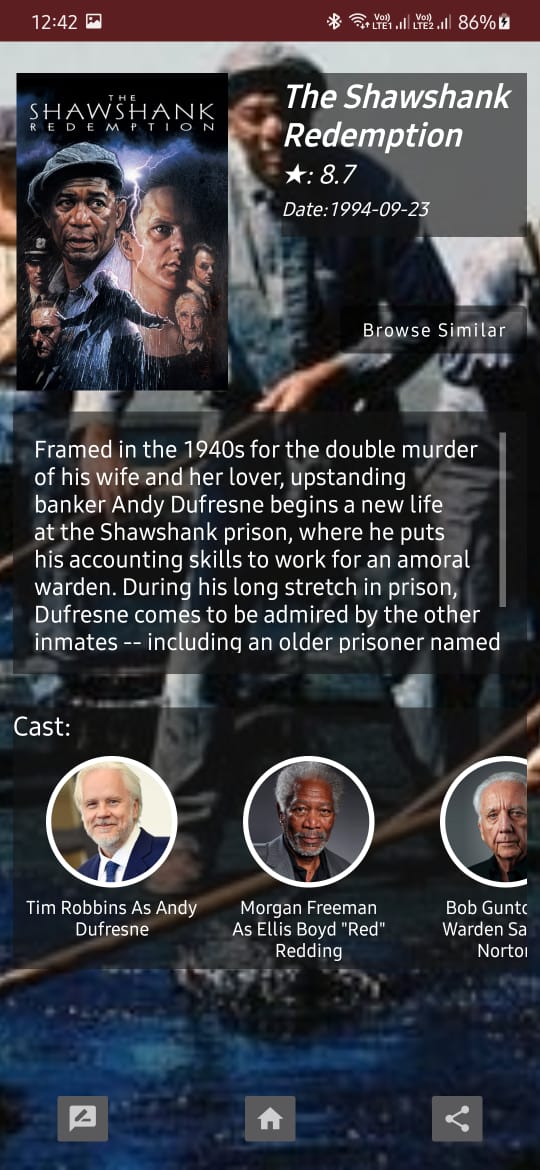 12:42
Vo)) LTE1 Vo)) LTE2 86%
THE
SHAWSHANK
REDEMPTION
The Shawshank
Redemption
★: 8.7
Date:1994-09-23
Browse Similar
Framed in the 1940s for the double murder
of his wife and her lover, upstanding
banker Andy Dufresne begins a new life
at the Shawshank prison, where he puts
his accounting skills to work for an amoral
warden. During his long stretch in prison,
Dufresne comes to be admired by the other
inmates -- including an older prisoner named
Cast:
Tim Robbins As Andy
Dufresne
Morgan Freeman
As Ellis Boyd "Red"
Redding
Bob Gunto
Warden Sa
Norto